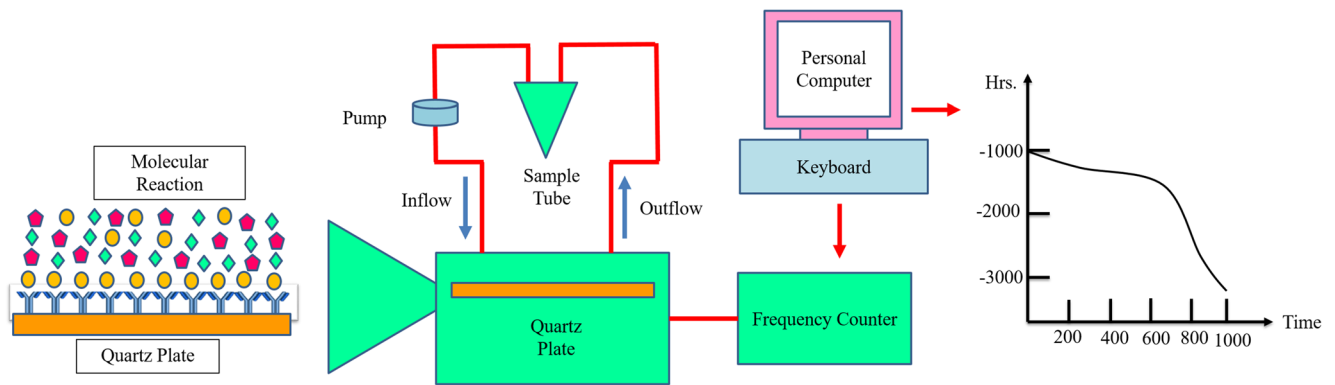 Molecular
Reaction
Quartz Plate
Pump
Inflow
Sample
Tube
Outflow
Quartz
Plate
Personal
Computer
Keyboard
Frequency Counter
Hrs.
-1000
-2000
-3000
200
400
600
800
1000
Time